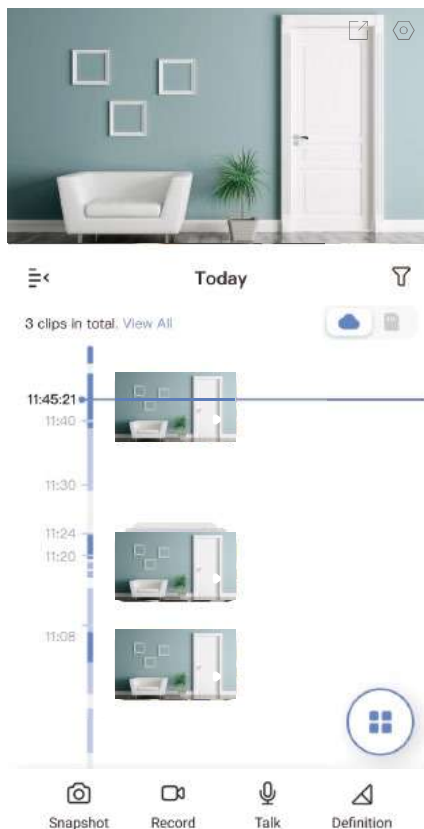 Today
3 clips in total. View All
11:45:21
11:40
11:30
11:24
11:20
11:08
Snapshot Record Talk Definition